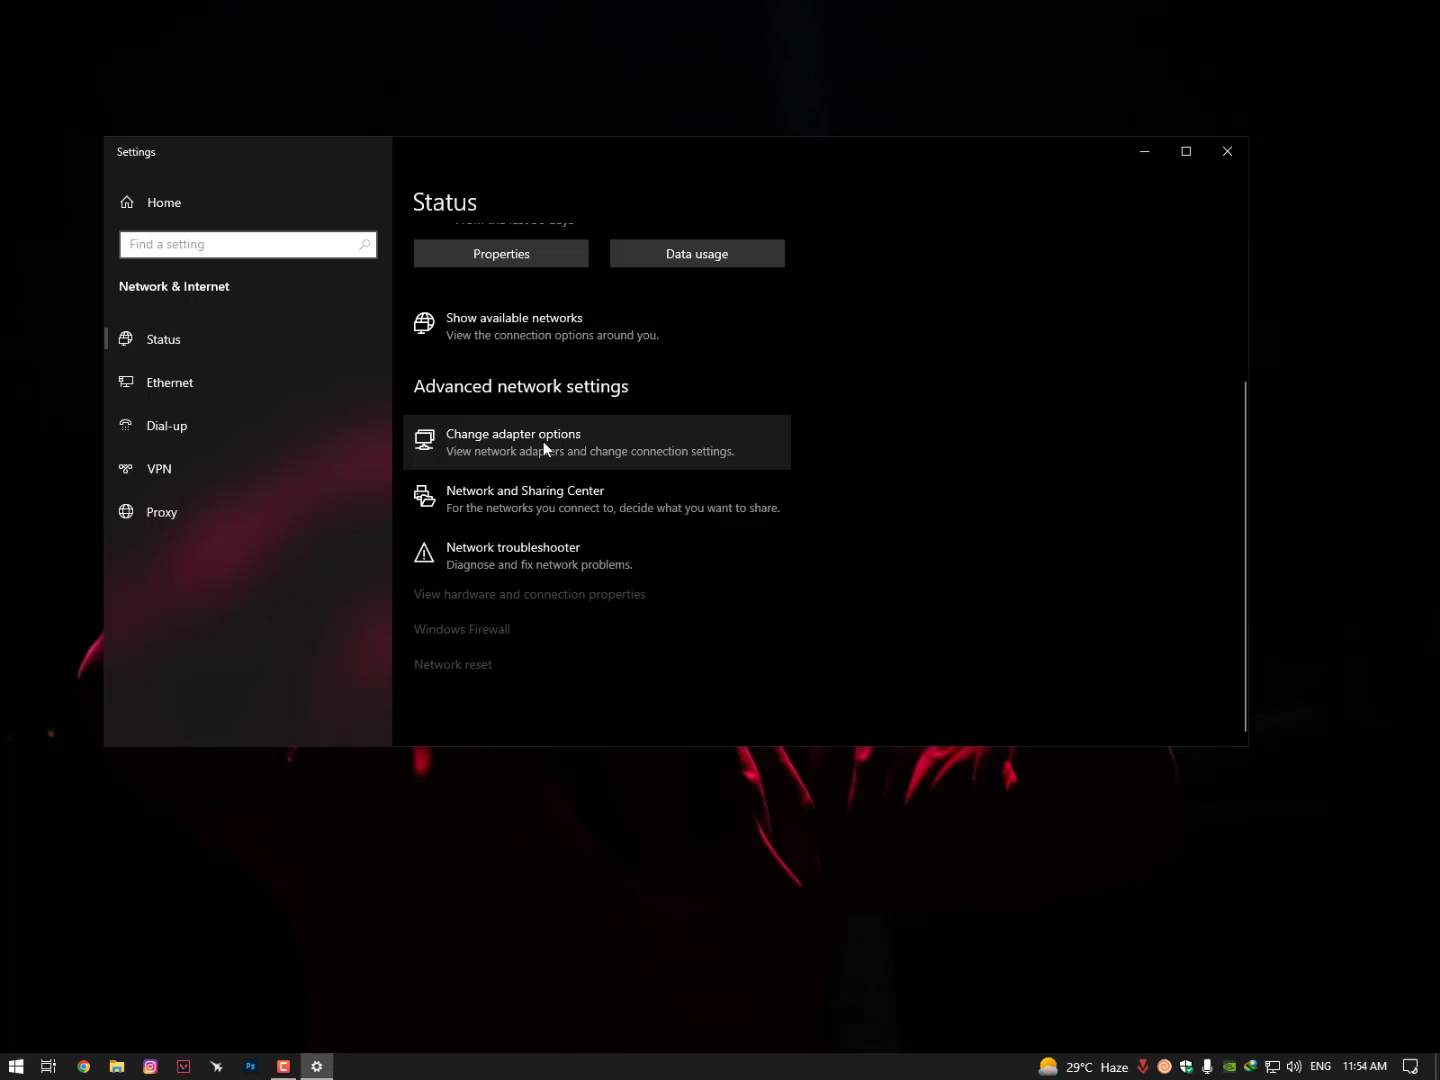 Settings
Home
Find a setting
Network & Internet
Status
Ethernet
Dial-up
VPN
Proxy
Status
Properties
Data usage
Show available networks
View the connection options around you.
Advanced network settings
Change adapter options
View network adapters and change connection settings.
Network and Sharing Center
For the networks you connect to, decide what you want to share.
Network troubleshooter
Diagnose and fix network problems.
View hardware and connection properties
Windows Firewall
Network reset
Ps
29°C Haze
ENG
11:54 AM